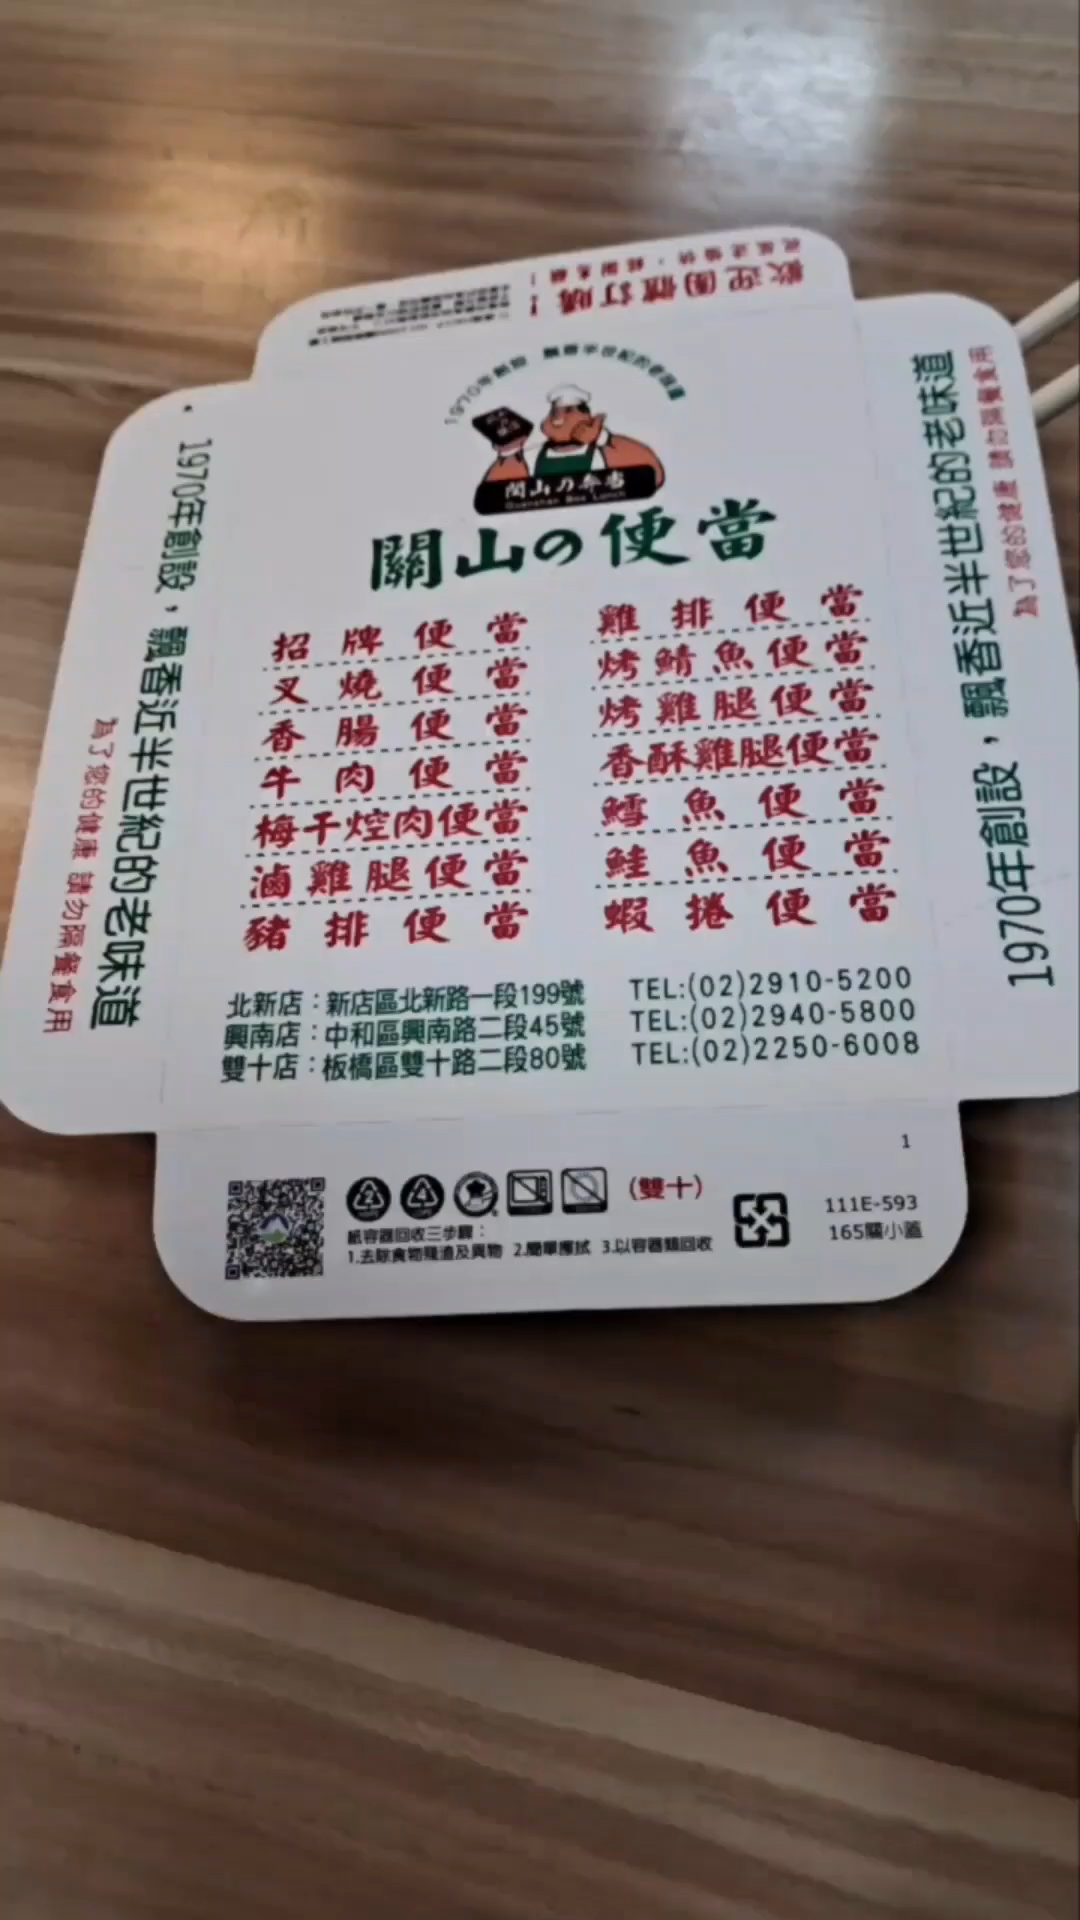 歡迎團體訂購！
1970年創設 飄香半世紀的老味道
Guanshan Box Lunch
關山の便當
招牌便當
叉燒便當
香腸便當
牛肉便當
梅干焢肉便當
滷雞腿便當
豬排便當
雞排便當
烤鯖魚便當
烤雞腿便當
香酥雞腿便當
鱈魚便當
鮭魚便當
蝦捲便當
北新店：新店區北新路一段199號 TEL:(02)2910-5200
興南店：中和區興南路二段45號 TEL:(02)2940-5800
雙十店：板橋區雙十路二段80號 TEL:(02)2250-6008
1970年創設，飄香近半世紀的老味道
為了您的健康 請勿隔餐食用
1970年創設，飄香近半世紀的老味道
為了您的健康 請勿隔餐食用
1
(雙十)
111E-593
165關小蓋
紙容器回收三步驟：
1.去除食物殘渣及異物 2.簡單擦拭 3.以容器類回收